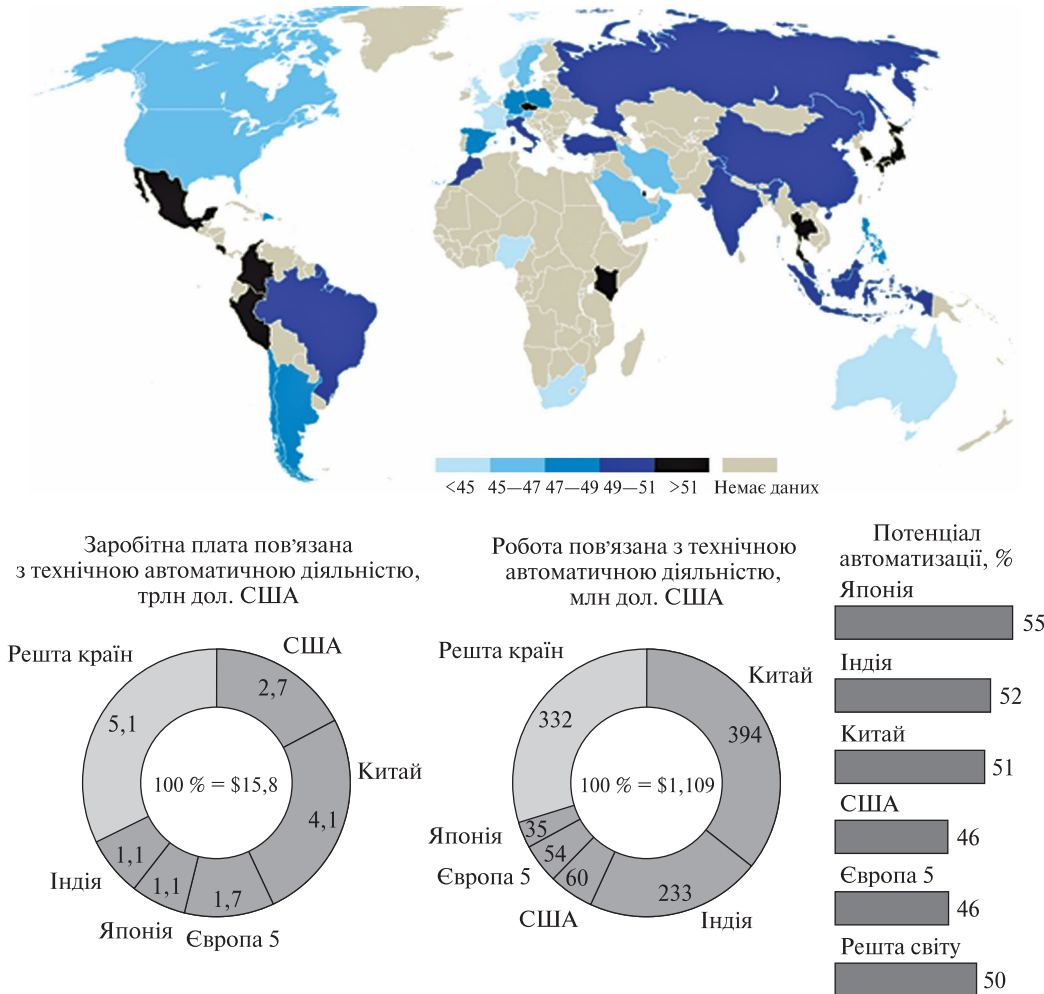 <45 45–47 47–49 49–51 >51 Немає даних
Заробітна плата пов’язана
з технічною автоматичною діяльністю,
трлн дол. США
Решта країн
США
2,7
5,1
100 % = $15,8
Китай
4,1
1,1
Індія
1,1
1,7
Японія
Європа 5
Робота пов’язана з технічною
автоматичною діяльністю,
млн дол. США
Решта країн
Китай
332
394
100 % = $1,109
35
Японія
54
Європа 5
60
233
США
Індія
Потенціал
автоматизації, %
Японія
55
Індія
52
Китай
51
США
46
Європа 5
46
Решта світу
50